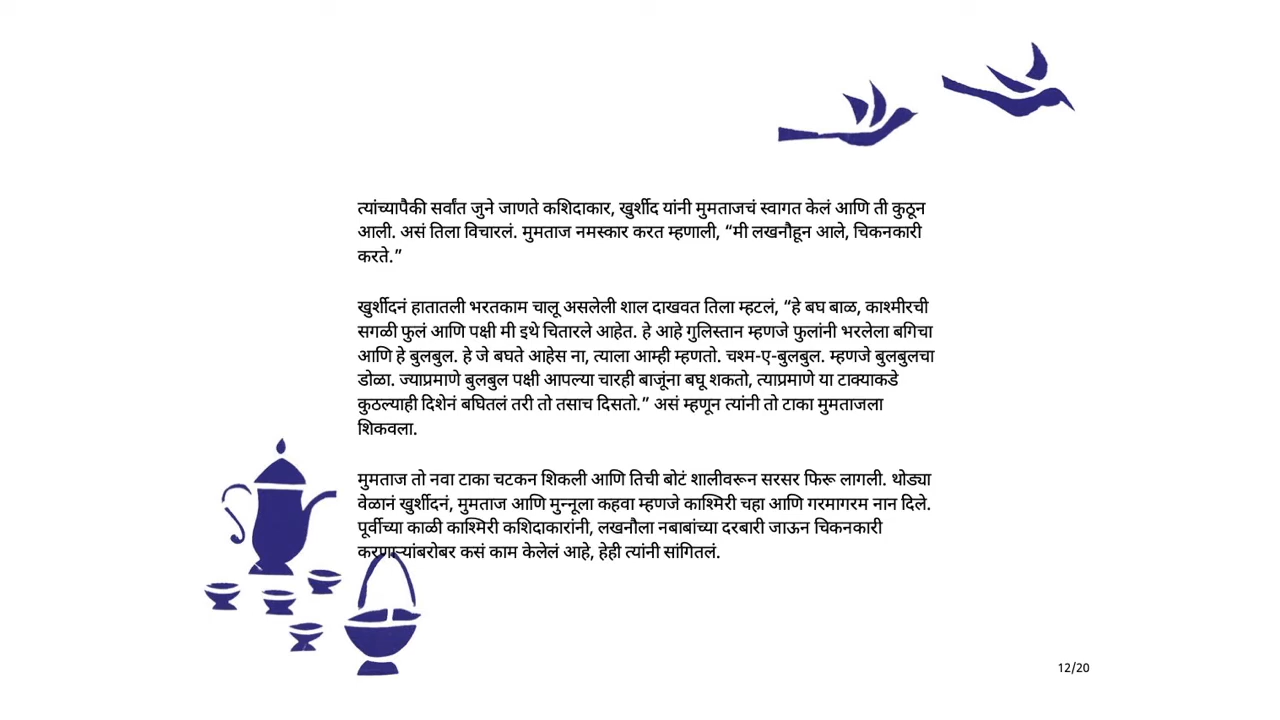 त्यांच्यापैकी सर्वांत जुने जाणते कशिदाकार, खुर्शीद यांनी मुमताजचं स्वागत केलं आणि ती कुठून
आली. असं तिला विचारलं. मुमताज नमस्कार करत म्हणाली, “मी लखनौहून आले, चिकनकारी
करते.”
खुर्शीदनं हातातली भरतकाम चालू असलेली शाल दाखवत तिला म्हटलं, “हे बघ बाळ, काश्मीरची
सगळी फुलं आणि पक्षी मी इथे चितारले आहेत. हे आहे गुलिस्तान म्हणजे फुलांनी भरलेला बगिचा
आणि हे बुलबुल. हे जे बघते आहेस ना, त्याला आम्ही म्हणतो. चश्म-ए-बुलबुल. म्हणजे बुलबुलचा
डोळा. ज्याप्रमाणे बुलबुल पक्षी आपल्या चारही बाजूंना बघू शकतो, त्याप्रमाणे या टाक्याकडे
कुठल्याही दिशेनं बघितलं तरी तो तसाच दिसतो.” असं म्हणून त्यांनी तो टाका मुमताजला
शिकवला.
मुमताज तो नवा टाका चटकन शिकली आणि तिची बोटं शालीवरून सरसर फिरू लागली. थोड्या
वेळानं खुर्शीदनं, मुमताज आणि मुन्नूला कहवा म्हणजे काश्मिरी चहा आणि गरमागरम नान दिले.
पूर्वीच्या काळी काश्मिरी कशिदाकारांनी, लखनौला नबाबांच्या दरबारी जाऊन चिकनकारी
करणाऱ्यांबरोबर कसं काम केलेलं आहे, हेही त्यांनी सांगितलं.
12/20